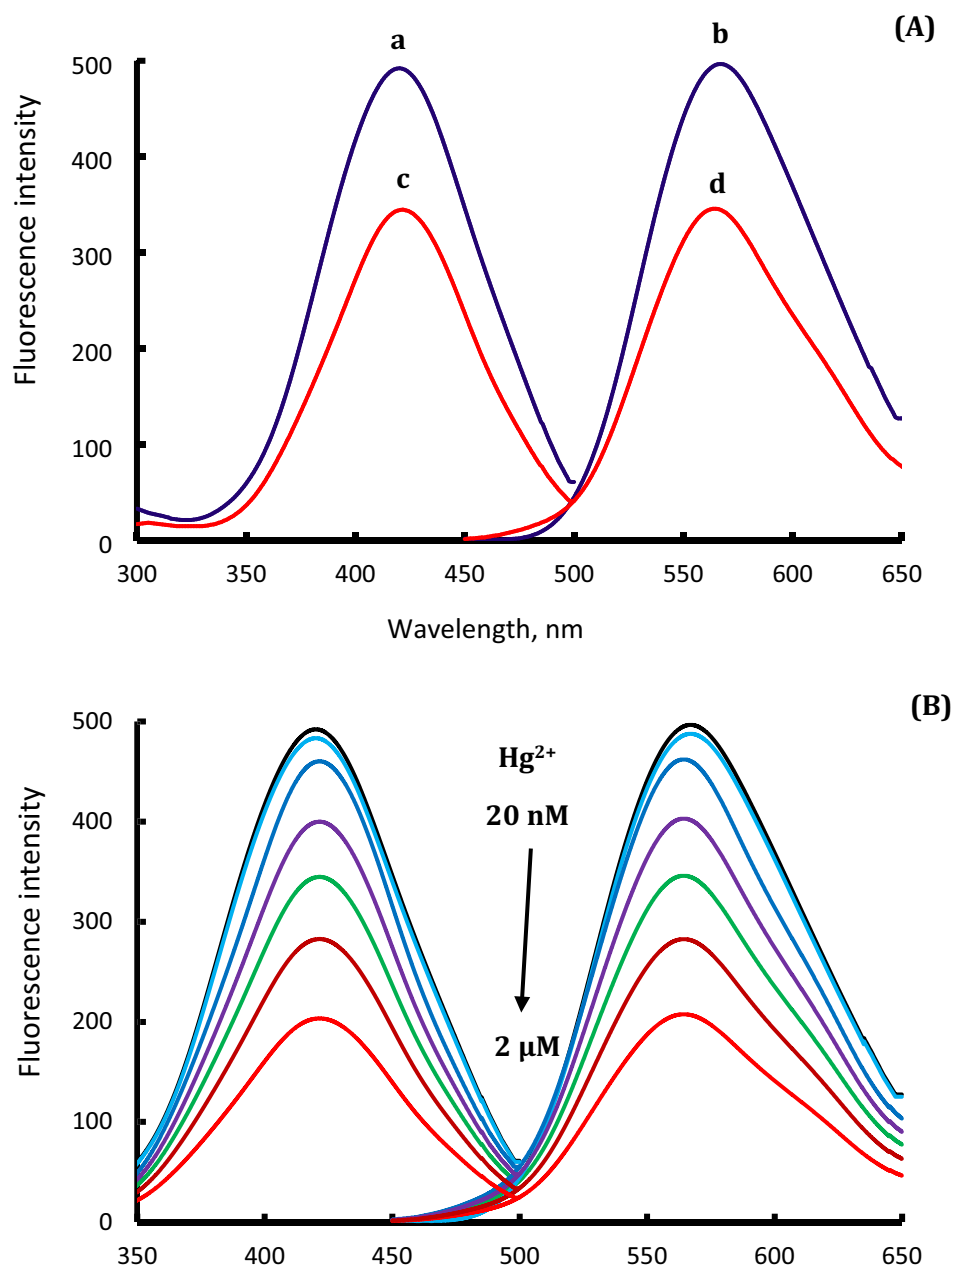 (A)
a
b
c
d
500
400
300
200
100
0
Fluorescence intensity
300 350 400 450 500 550 600 650
Wavelength, nm
(B)
Hg²⁺
20 nM
2 µM
500
400
300
200
100
0
Fluorescence intensity
350 400 450 500 550 600 650